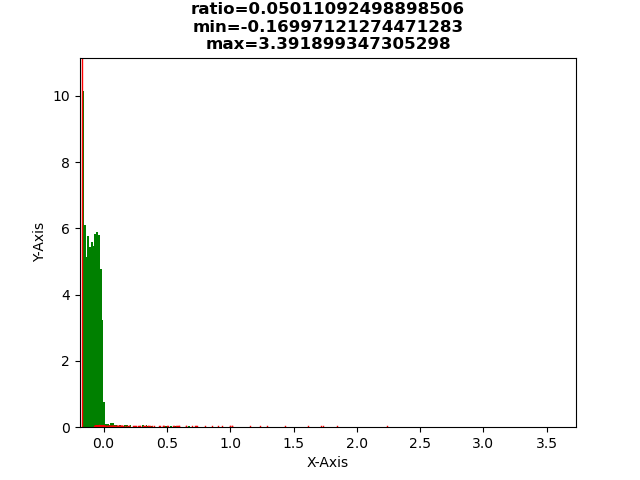 ratio=0.05011092498898506
min=-0.16997121274471283
max=3.391899347305298
10
8
6
4
2
0
Y-Axis
0.0 0.5 1.0 1.5 2.0 2.5 3.0 3.5
X-Axis